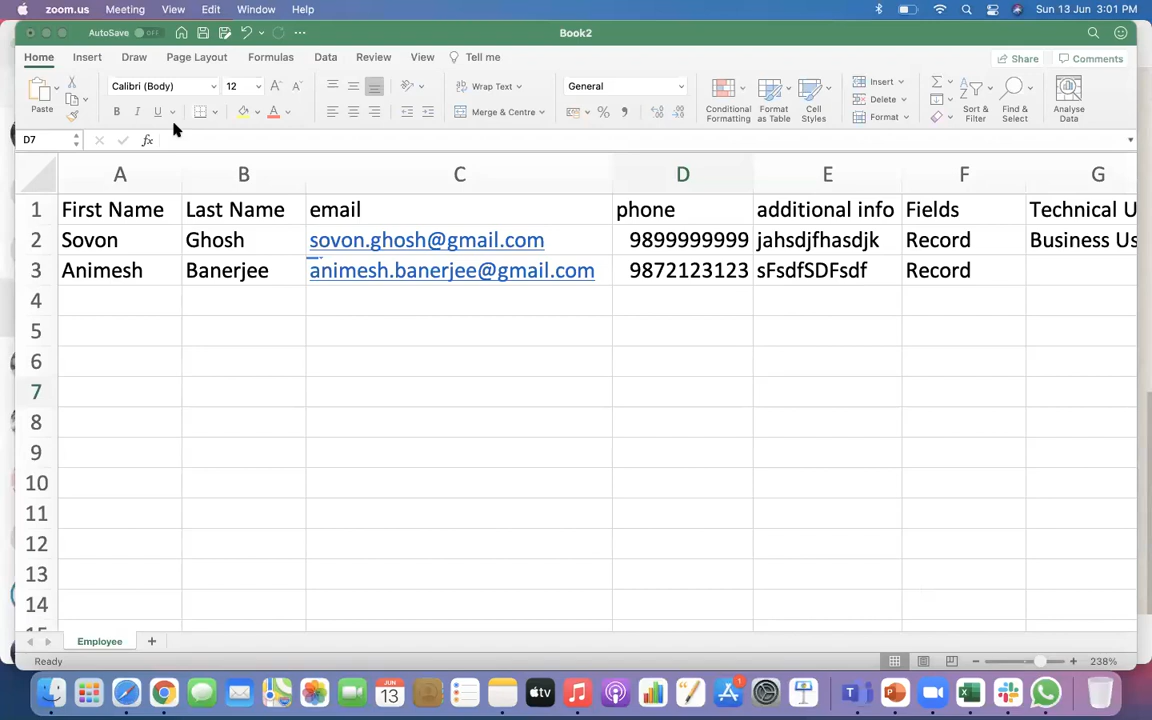 zoom.us Meeting View Edit Window Help Sun 13 Jun 3:01 PM
AutoSave OFF Book2
Home Insert Draw Page Layout Formulas Data Review View Tell me Share Comments
Paste Calibri (Body) 12 A A Wrap Text General Insert
B I U A Merge & Centre Conditional Formatting Format as Table Cell Styles Delete Format Sort & Filter Find & Select Analyse Data
D7 fx
A B C D E F G
1 First Name Last Name email phone additional info Fields Technical U
2 Sovon Ghosh sovon.ghosh@gmail.com 9899999999 jahsdjfhasdjk Record Business Us
3 Animesh Banerjee animesh.banerjee@gmail.com 9872123123 sFsdfSDFsdf Record
4
5
6
7
8
9
10
11
12
13
14
Employee
Ready 238%
JUN
13 tv 1